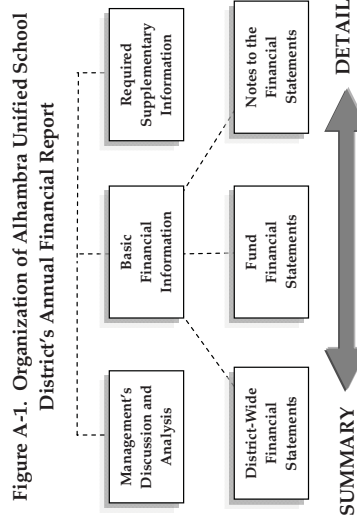 Figure A-1. Organization of Alhambra Unified School
District's Annual Financial Report
Management's
Discussion and
Analysis
Basic
Financial
Information
Required
Supplementary
Information
District-Wide
Financial
Statements
Fund
Financial
Statements
Notes to the
Financial
Statements
SUMMARY
DETAIL